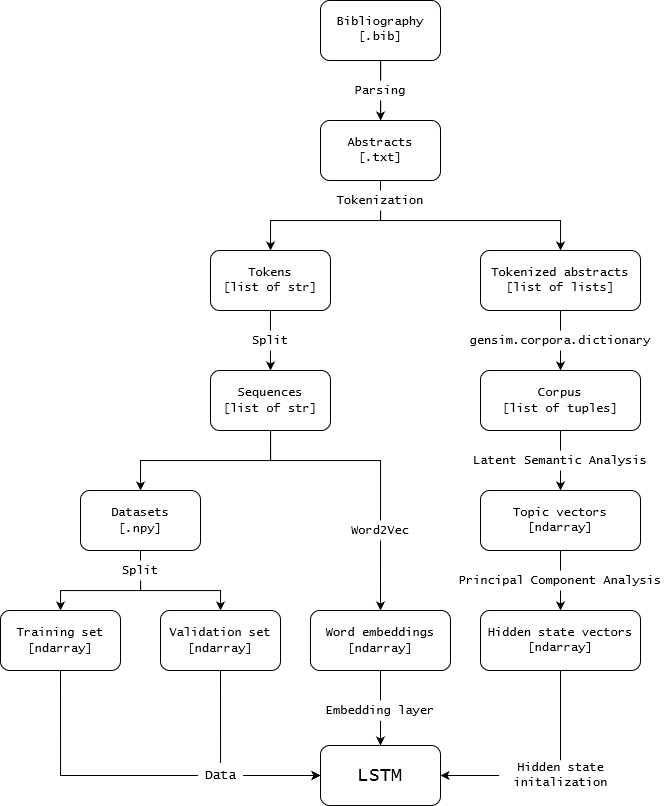 Bibliography
[.bib]
Parsing
Abstracts
[.txt]
Tokenization
Tokens
[list of str]
Tokenized abstracts
[list of lists]
Split
gensim.corpora.dictionary
Sequences
[list of str]
Corpus
[list of tuples]
Latent Semantic Analysis
Datasets
[.npy]
Word2Vec
Topic vectors
[ndarray]
Split
Principal Component Analysis
Training set
[ndarray]
Validation set
[ndarray]
Word embeddings
[ndarray]
Hidden state vectors
[ndarray]
Embedding layer
Data
LSTM
Hidden state
initalization